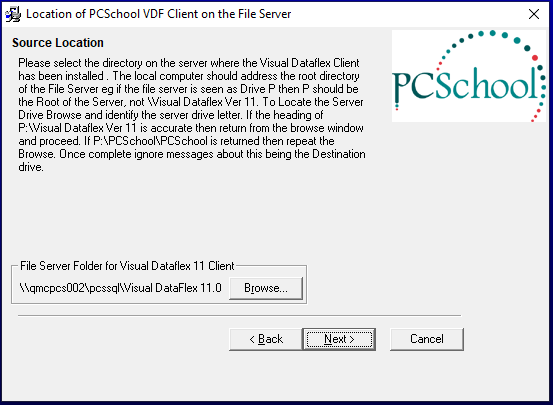 Location of PCSchool VDF Client on the File Server
Source Location
Please select the directory on the server where the Visual Dataflex Client
has been installed . The local computer should address the root directory
of the File Server eg if the file server is seen as Drive P then P should be
the Root of the Server, not \Visual Dataflex Ver 11. To Locate the Server
Drive Browse and identify the server drive letter. If the heading of
P:\Visual Dataflex Ver 11 is accurate then return from the browse window
and proceed. If P:\PCSchool\PCSchool is returned then repeat the
Browse. Once complete ignore messages about this being the Destination
drive.
PCSchool
File Server Folder for Visual Dataflex 11 Client
\\qmcpcs002\pcssql\Visual DataFlex 11.0
Browse...
< Back
Next >
Cancel